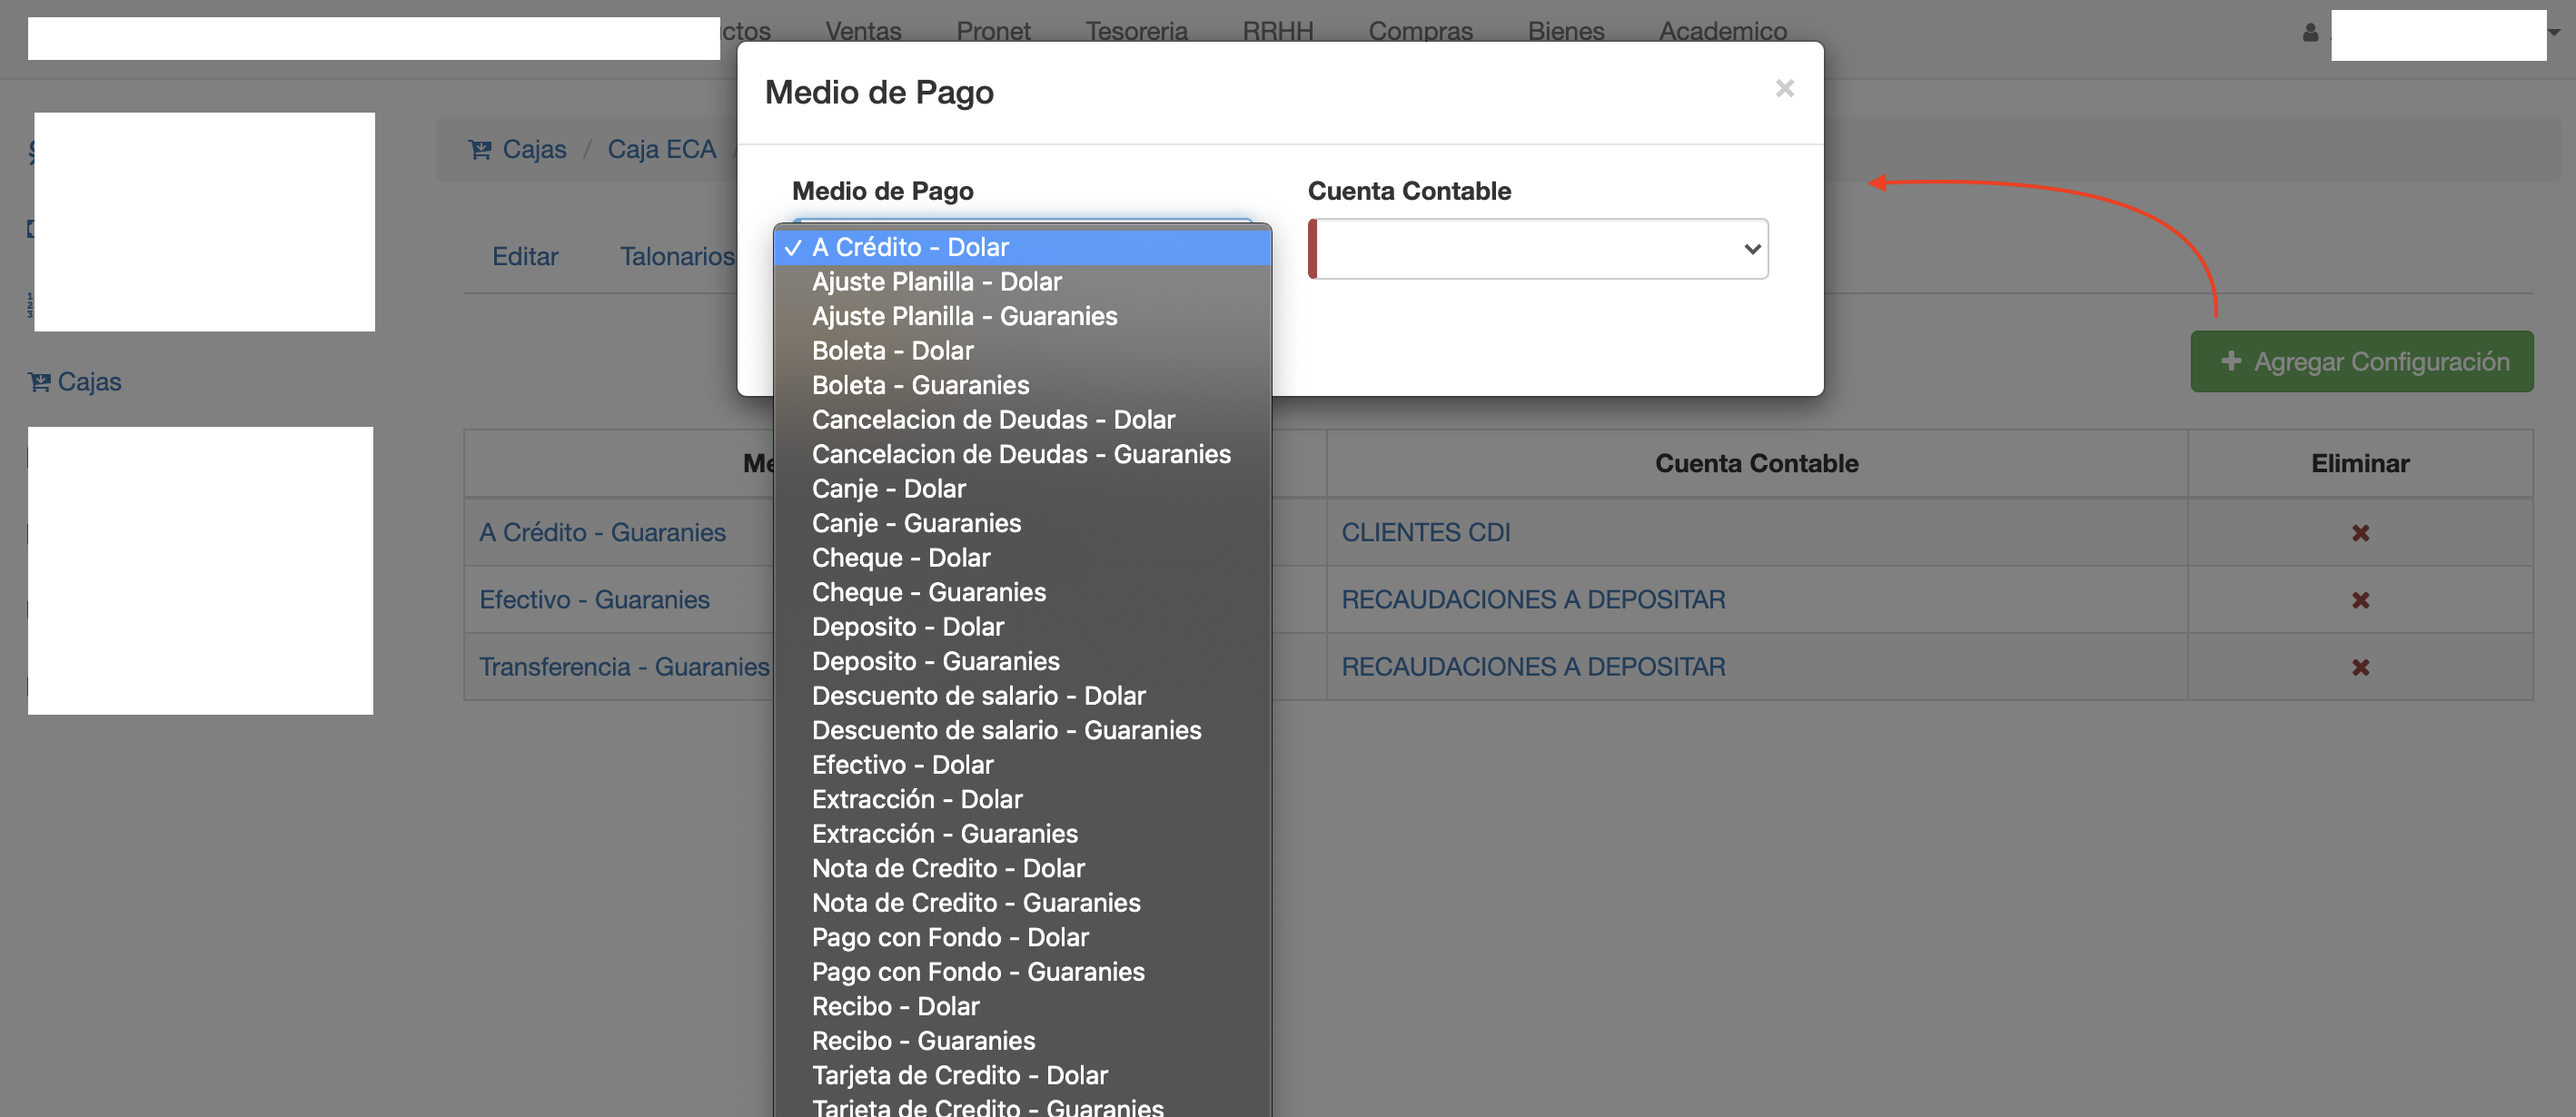 Ventas Pronet Tesoreria RRHH Compras Bienes Academico
Medio de Pago
×
Cajas / Caja ECA
Medio de Pago
Cuenta Contable
Editar
Talonarios
✓ A Crédito - Dolar
Ajuste Planilla - Dolar
Ajuste Planilla - Guaranies
Boleta - Dolar
Boleta - Guaranies
Cancelacion de Deudas - Dolar
Cancelacion de Deudas - Guaranies
Canje - Dolar
Canje - Guaranies
Cheque - Dolar
Cheque - Guaranies
Deposito - Dolar
Deposito - Guaranies
Descuento de salario - Dolar
Descuento de salario - Guaranies
Efectivo - Dolar
Extracción - Dolar
Extracción - Guaranies
Nota de Credito - Dolar
Nota de Credito - Guaranies
Pago con Fondo - Dolar
Pago con Fondo - Guaranies
Recibo - Dolar
Recibo - Guaranies
Tarjeta de Credito - Dolar
Tarjeta de Credito - Guaranies
Cajas
+ Agregar Configuración
Cuenta Contable Eliminar
A Crédito - Guaranies CLIENTES CDI
Efectivo - Guaranies RECAUDACIONES A DEPOSITAR
Transferencia - Guaranies RECAUDACIONES A DEPOSITAR